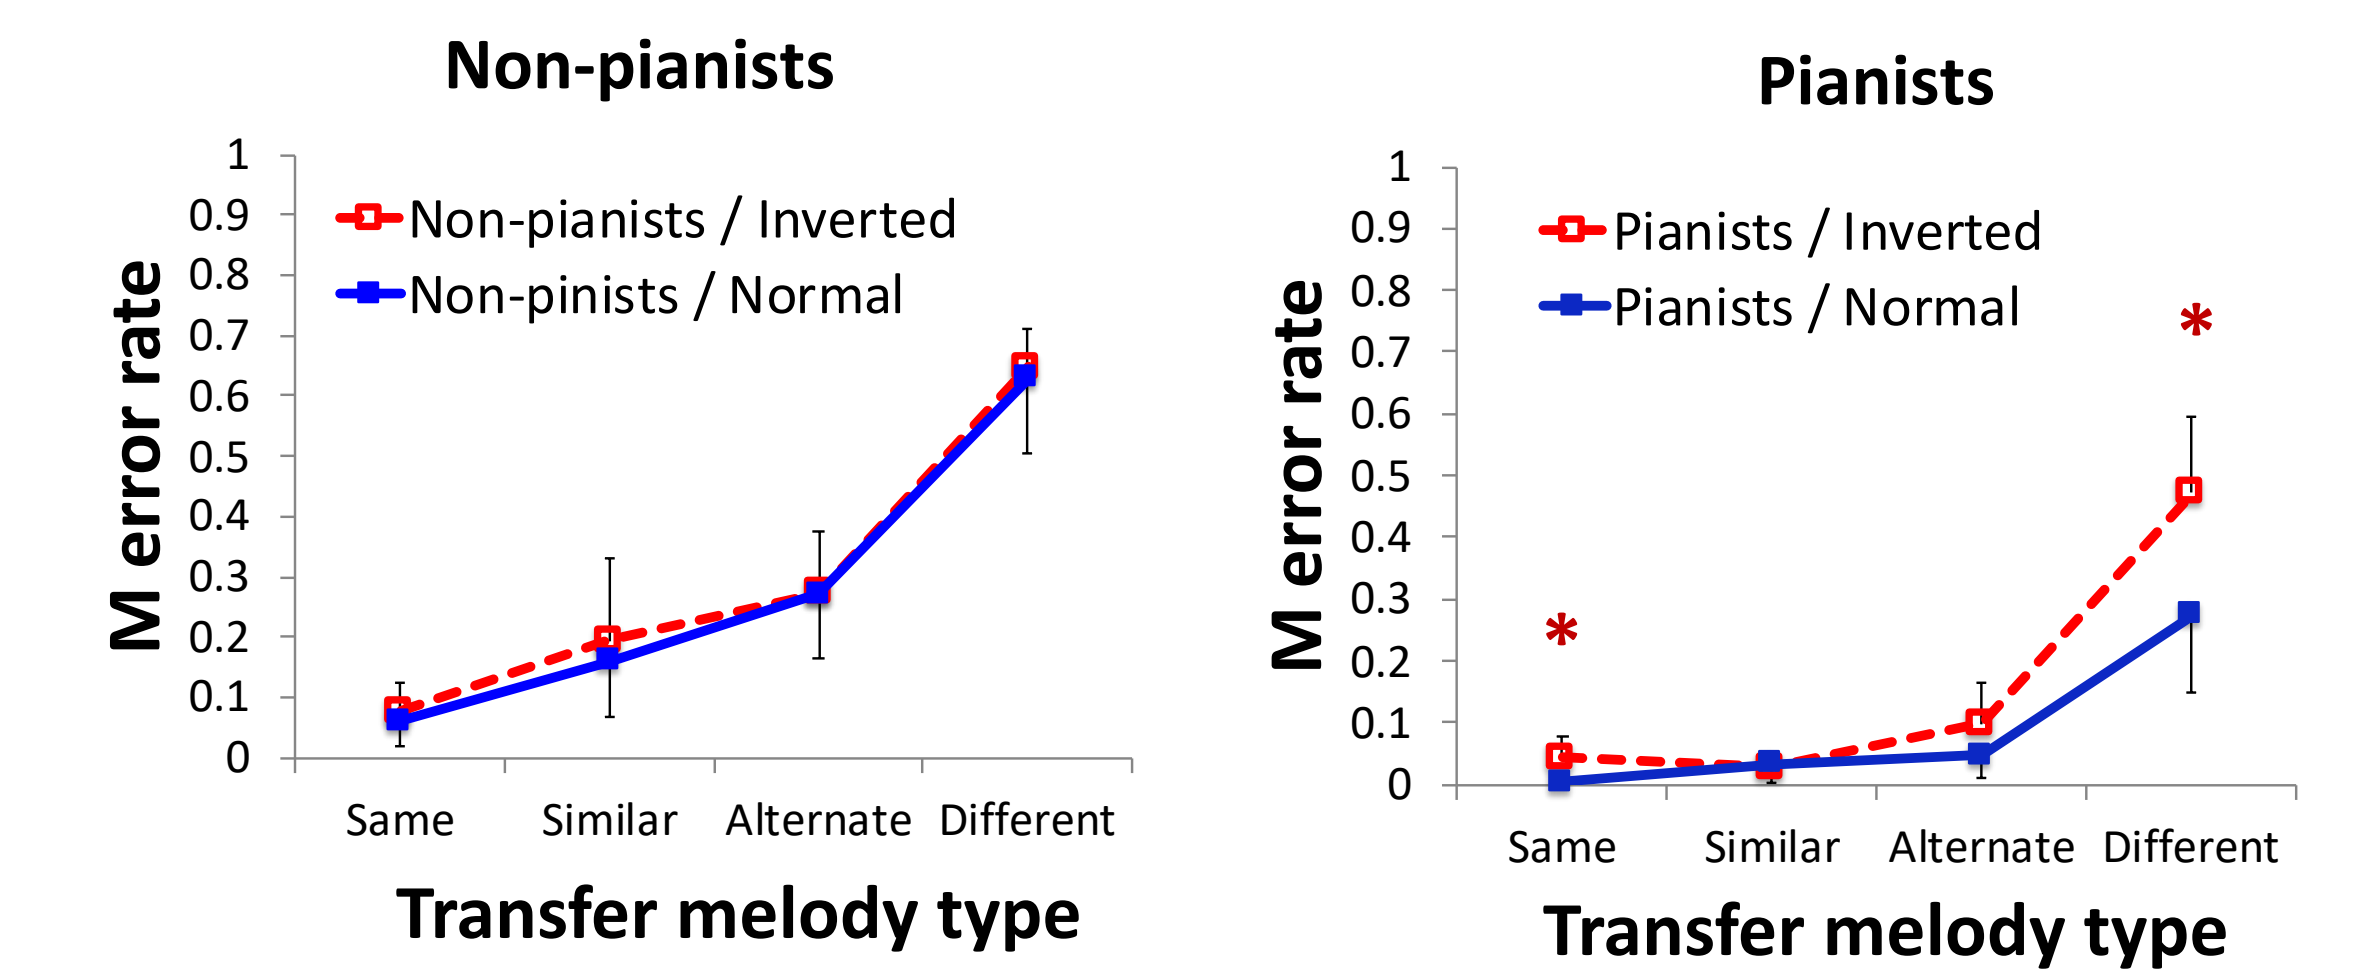 Non-pianists
1
0.9
0.8
0.7
0.6
0.5
0.4
0.3
0.2
0.1
0
M error rate
Non-pianists / Inverted
Non-pinists / Normal
Same Similar Alternate Different
Transfer melody type
Pianists
1
0.9
0.8
0.7
0.6
0.5
0.4
0.3
0.2
0.1
0
M error rate
Pianists / Inverted
Pianists / Normal
*
*
Same Similar Alternate Different
Transfer melody type